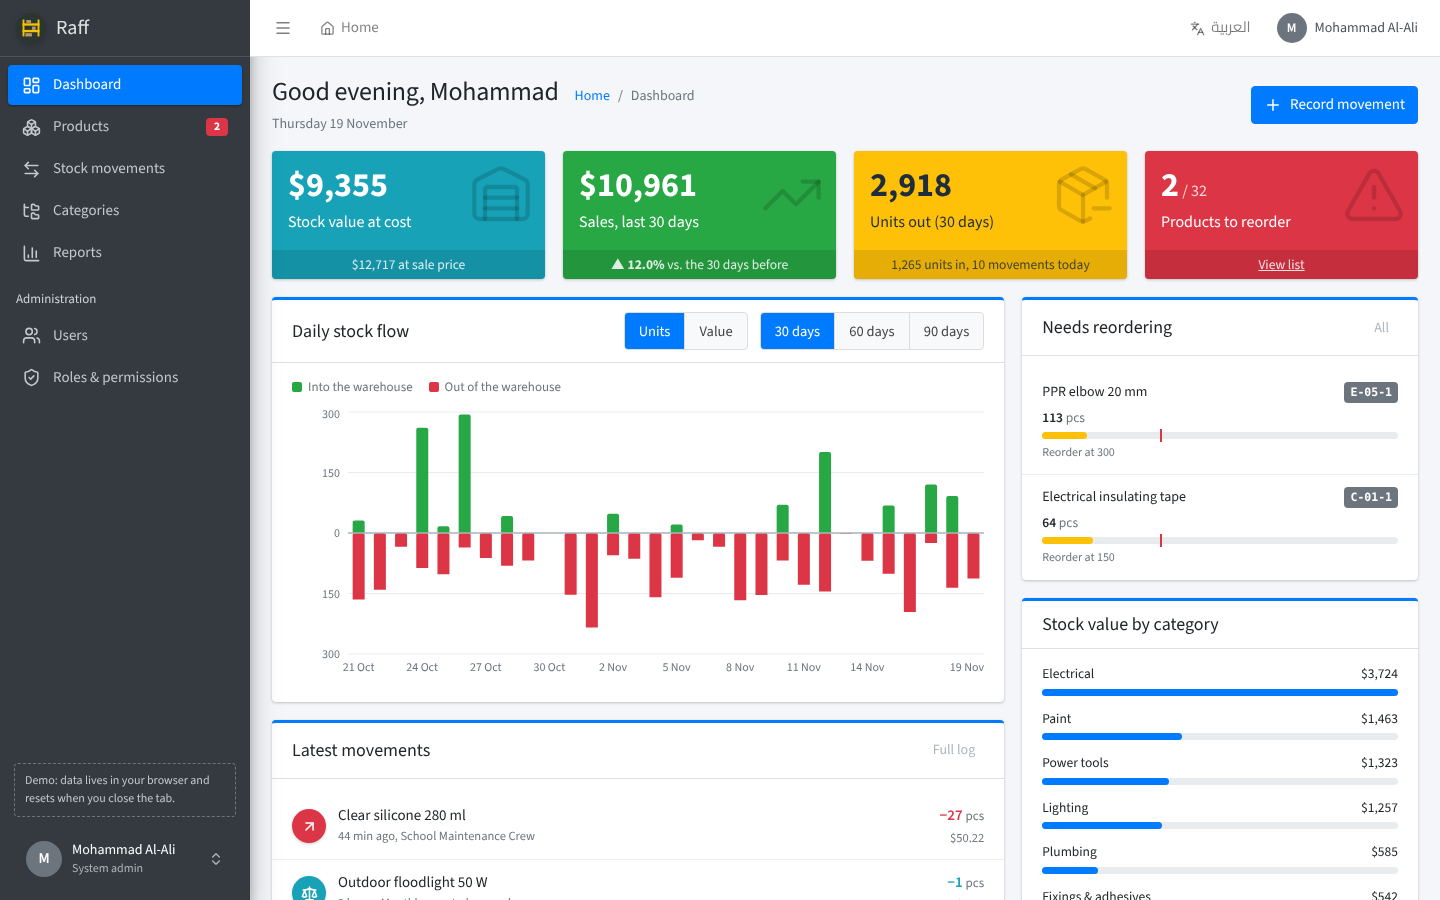 Raff
Home
العربية
M
Mohammad Al-Ali
Dashboard
Products
2
Stock movements
Categories
Reports
Administration
Users
Roles & permissions
Demo: data lives in your browser and
resets when you close the tab.
M
Mohammad Al-Ali
System admin
Good evening, Mohammad
Home / Dashboard
Thursday 19 November
Record movement
$9,355
Stock value at cost
$12,717 at sale price
$10,961
Sales, last 30 days
▲ 12.0% vs. the 30 days before
2,918
Units out (30 days)
1,265 units in, 10 movements today
2 / 32
Products to reorder
View list
Daily stock flow
Units
Value
30 days
60 days
90 days
Into the warehouse
Out of the warehouse
300
150
0
150
300
21 Oct
24 Oct
27 Oct
30 Oct
2 Nov
5 Nov
8 Nov
11 Nov
14 Nov
19 Nov
Needs reordering
All
PPR elbow 20 mm
E-05-1
113 pcs
Reorder at 300
Electrical insulating tape
C-01-1
64 pcs
Reorder at 150
Latest movements
Full log
Clear silicone 280 ml
−27 pcs
44 min ago, School Maintenance Crew
$50.22
Outdoor floodlight 50 W
−1 pcs
Stock value by category
Electrical
$3,724
Paint
$1,463
Power tools
$1,323
Lighting
$1,257
Plumbing
$585
Fixings & adhesives
$542